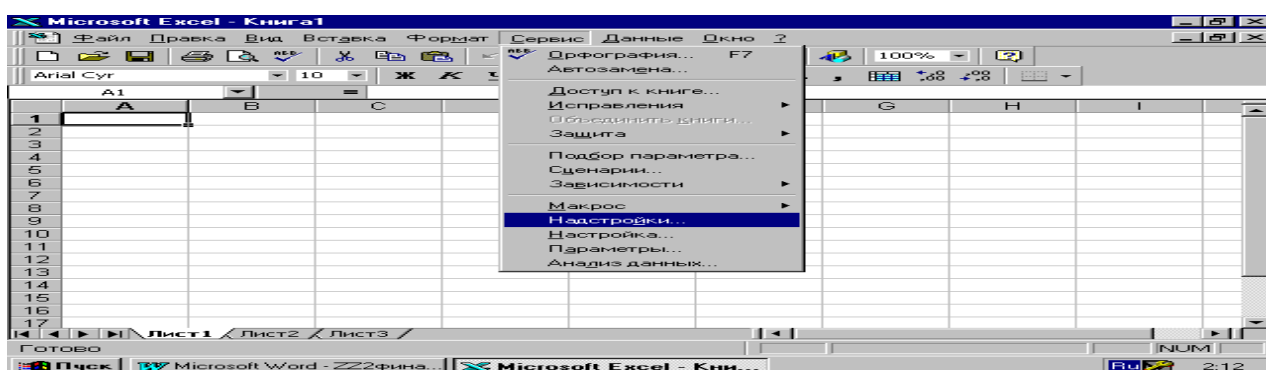 Microsoft Excel - Книга1
Файл Правка Вид Вставка Формат Сервис Данные Окно ?
100%
Arial Cyr 10 Ж К
A1 =
A B C G H I
Орфография... F7
Автозамена...
Доступ к книге...
Исправления
Объединить книги...
Защита
Подбор параметра...
Сценарии...
Зависимости
Макрос
Надстройки...
Настройка...
Параметры...
Анализ данных...
1
2
3
4
5
6
7
8
9
10
11
12
13
14
15
16
17
Лист1 Лист2 Лист3
Готово NUM
Пуск Microsoft Word - ZZ2фина... Microsoft Excel - Кни... Ru 2:12